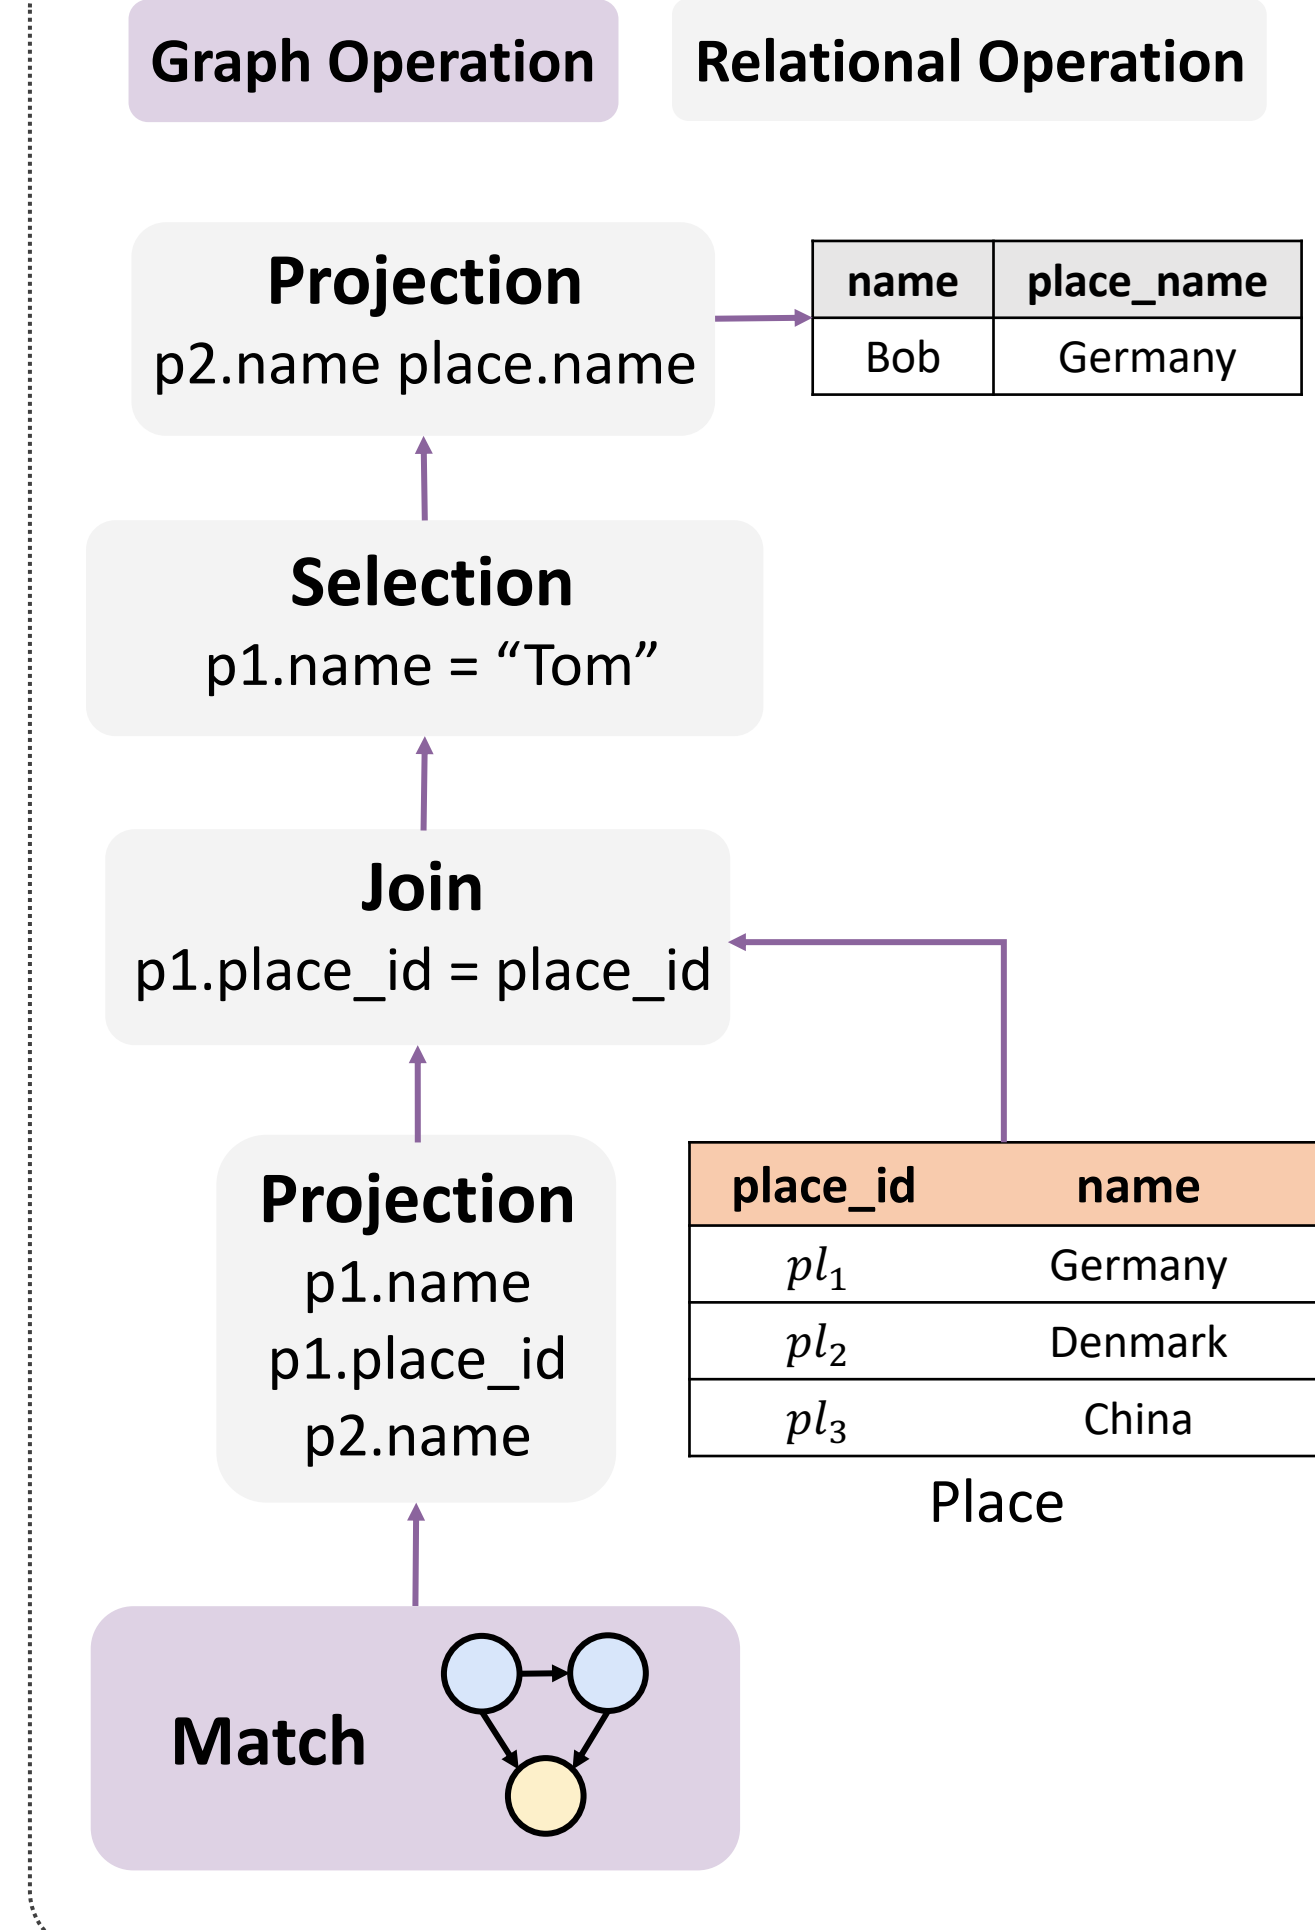 Graph Operation
Relational Operation
Projection
p2.name place.name
name place_name
Bob Germany
Selection
p1.name = “Tom”
Join
p1.place_id = place_id
Projection
p1.name
p1.place_id
p2.name
place_id name
pl₁ Germany
pl₂ Denmark
pl₃ China
Place
Match